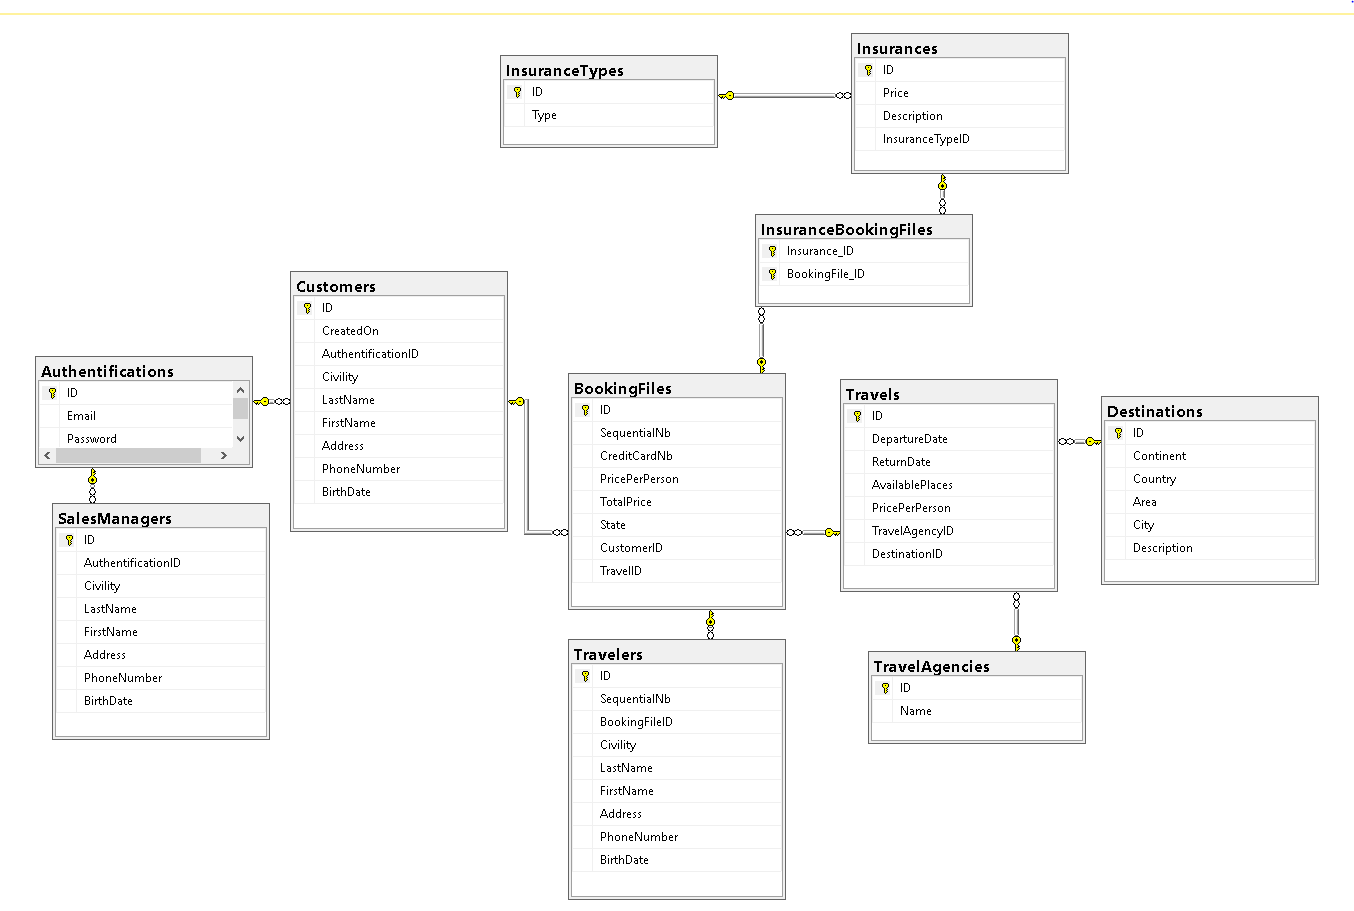 InsuranceTypes
ID
Type
Insurances
ID
Price
Description
InsuranceTypeID
InsuranceBookingFiles
Insurance_ID
BookingFile_ID
Customers
ID
CreatedOn
AuthentificationID
Civility
LastName
FirstName
Address
PhoneNumber
BirthDate
Authentifications
ID
Email
Password
SalesManagers
ID
AuthentificationID
Civility
LastName
FirstName
Address
PhoneNumber
BirthDate
BookingFiles
ID
SequentialNb
CreditCardNb
PricePerPerson
TotalPrice
State
CustomerID
TravelID
Travels
ID
DepartureDate
ReturnDate
AvailablePlaces
PricePerPerson
TravelAgencyID
DestinationID
Destinations
ID
Continent
Country
Area
City
Description
Travelers
ID
SequentialNb
BookingFileID
Civility
LastName
FirstName
Address
PhoneNumber
BirthDate
TravelAgencies
ID
Name